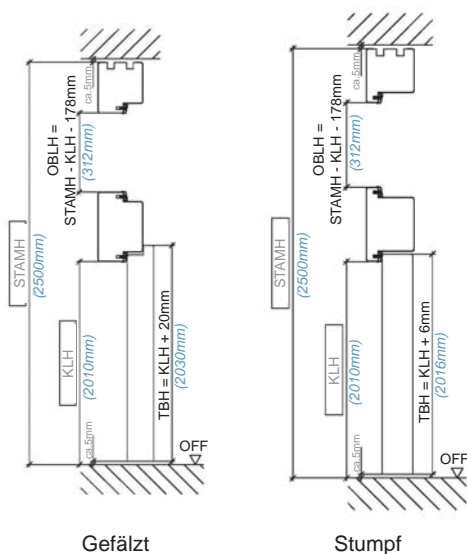 ca.5mm
OBLH =
STAMH - KLH - 178mm
(312mm)
STAMH
(2500mm)
KLH
(2010mm)
TBH = KLH + 20mm
(2030mm)
ca.5mm
OFF
Gefälzt
ca.5mm
OBLH =
STAMH - KLH - 178mm
(312mm)
STAMH
(2500mm)
KLH
(2010mm)
TBH = KLH + 6mm
(2016mm)
ca.5mm
OFF
Stumpf